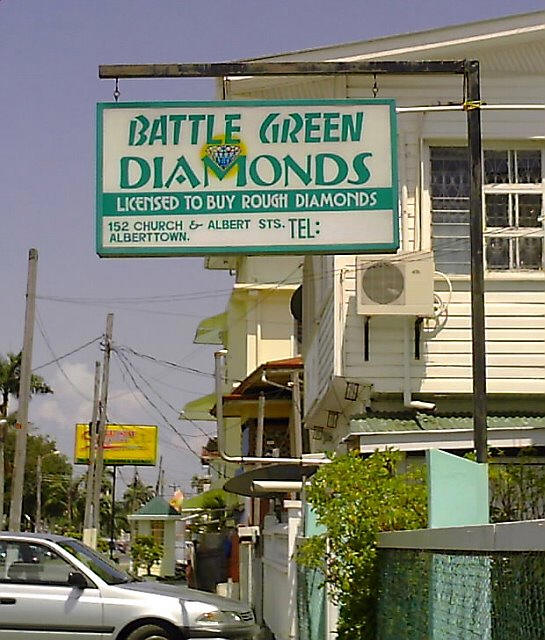 BATTLE GREEN
DIAMONDS
LICENSED TO BUY ROUGH DIAMONDS
152 CHURCH & ALBERT STS. TEL:
ALBERTTOWN.